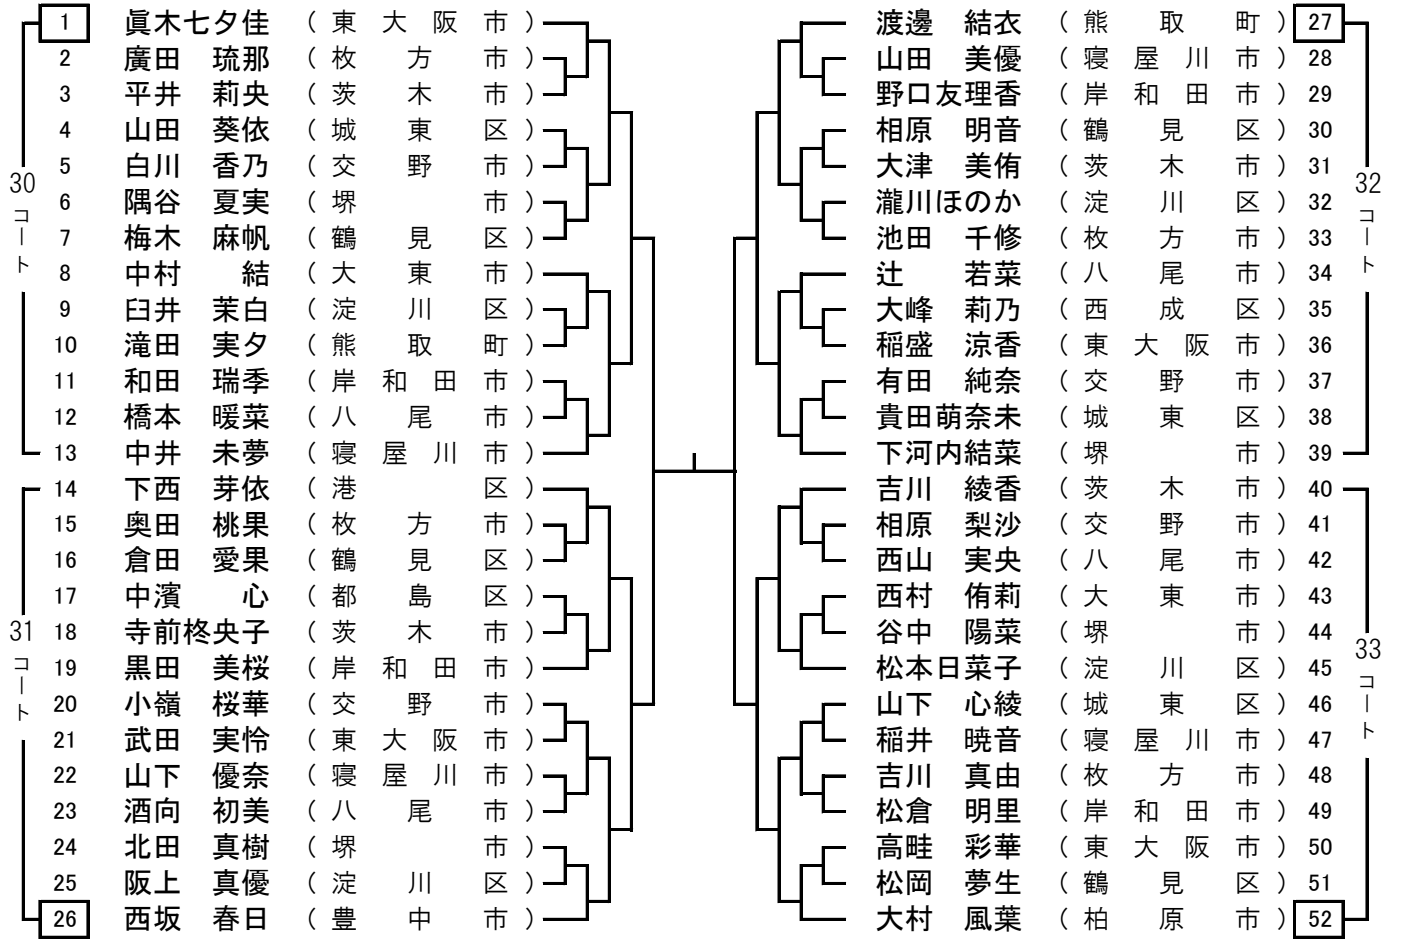 1 眞木七夕佳 （東大阪市） 渡邊 結衣 （熊取町） 27
2 廣田 琉那 （枚方市） 山田 美優 （寝屋川市） 28
3 平井 莉央 （茨木市） 野口友理香 （岸和田市） 29
4 山田 葵依 （城東区） 相原 明音 （鶴見区） 30
5 白川 香乃 （交野市） 大津 美侑 （茨木市） 31
30コート 6 隅谷 夏実 （堺市） 瀧川ほのか （淀川区） 32 32コート
7 梅木 麻帆 （鶴見区） 池田 千修 （枚方市） 33
8 中村 結 （大東市） 辻 若菜 （八尾市） 34
9 臼井 茉白 （淀川区） 大峰 莉乃 （西成区） 35
10 滝田 実夕 （熊取町） 稲盛 涼香 （東大阪市） 36
11 和田 瑞季 （岸和田市） 有田 純奈 （交野市） 37
12 橋本 暖菜 （八尾市） 貴田萌奈未 （城東区） 38
13 中井 未夢 （寝屋川市） 下河内結菜 （堺市） 39
14 下西 芽依 （港区） 吉川 綾香 （茨木市） 40
15 奥田 桃果 （枚方市） 相原 梨沙 （交野市） 41
16 倉田 愛果 （鶴見区） 西山 実央 （八尾市） 42
17 中濱 心 （都島区） 西村 侑莉 （大東市） 43
31コート 18 寺前柊央子 （茨木市） 谷中 陽菜 （堺市） 44 33コート
19 黒田 美桜 （岸和田市） 松本日菜子 （淀川区） 45
20 小嶺 桜華 （交野市） 山下 心綾 （城東区） 46
21 武田 実怜 （東大阪市） 稲井 暁音 （寝屋川市） 47
22 山下 優奈 （寝屋川市） 吉川 真由 （枚方市） 48
23 酒向 初美 （八尾市） 松倉 明里 （岸和田市） 49
24 北田 真樹 （堺市） 高畦 彩華 （東大阪市） 50
25 阪上 真優 （淀川区） 松岡 夢生 （鶴見区） 51
26 西坂 春日 （豊中市） 大村 風葉 （柏原市） 52